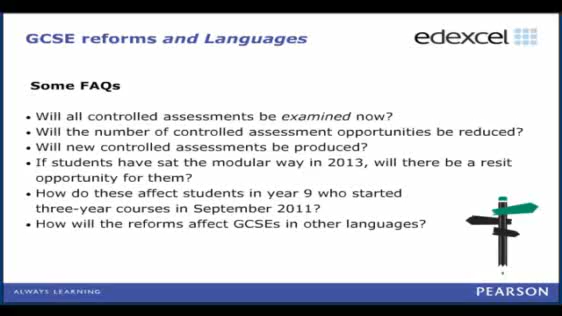 GCSE reforms and Languages
edexcel
Some FAQs
• Will all controlled assessments be examined now?
• Will the number of controlled assessment opportunities be reduced?
• Will new controlled assessments be produced?
• If students have sat the modular way in 2013, will there be a resit
opportunity for them?
• How do these affect students in year 9 who started
three-year courses in September 2011?
• How will the reforms affect GCSEs in other languages?
ALWAYS LEARNING
PEARSON